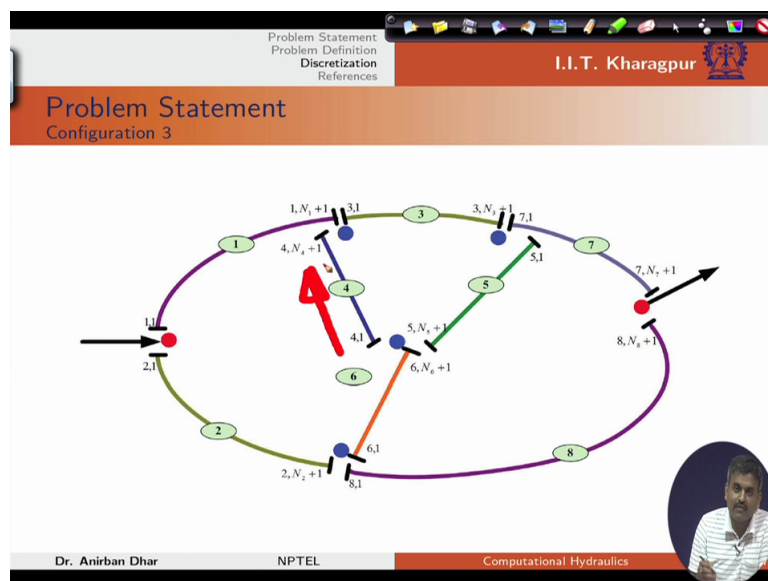 Problem Statement
Problem Definition
Discretization
References
I.I.T. Kharagpur
Problem Statement
Configuration 3
1, N₁ +1
3,1
3
3, N₃ +1
7,1
1
4, N₄ +1
5,1
7
7, N₇ +1
4
5
1,1
4,1
5, N₅ +1
8, N₈ +1
2,1
6, N₆ +1
6
2
6,1
8
2, N₂ +1
8,1
Dr. Anirban Dhar
NPTEL
Computational Hydraulics